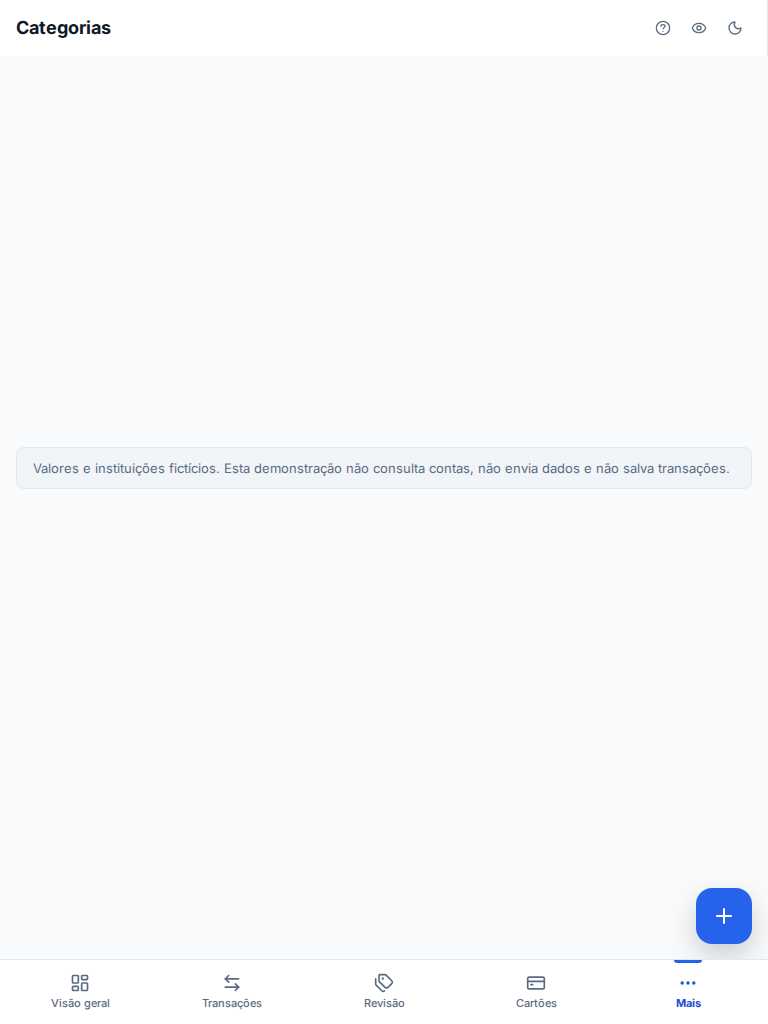 Categorias
Valores e instituições fictícios. Esta demonstração não consulta contas, não envia dados e não salva transações.
Visão geral
Transações
Revisão
Cartões
Mais